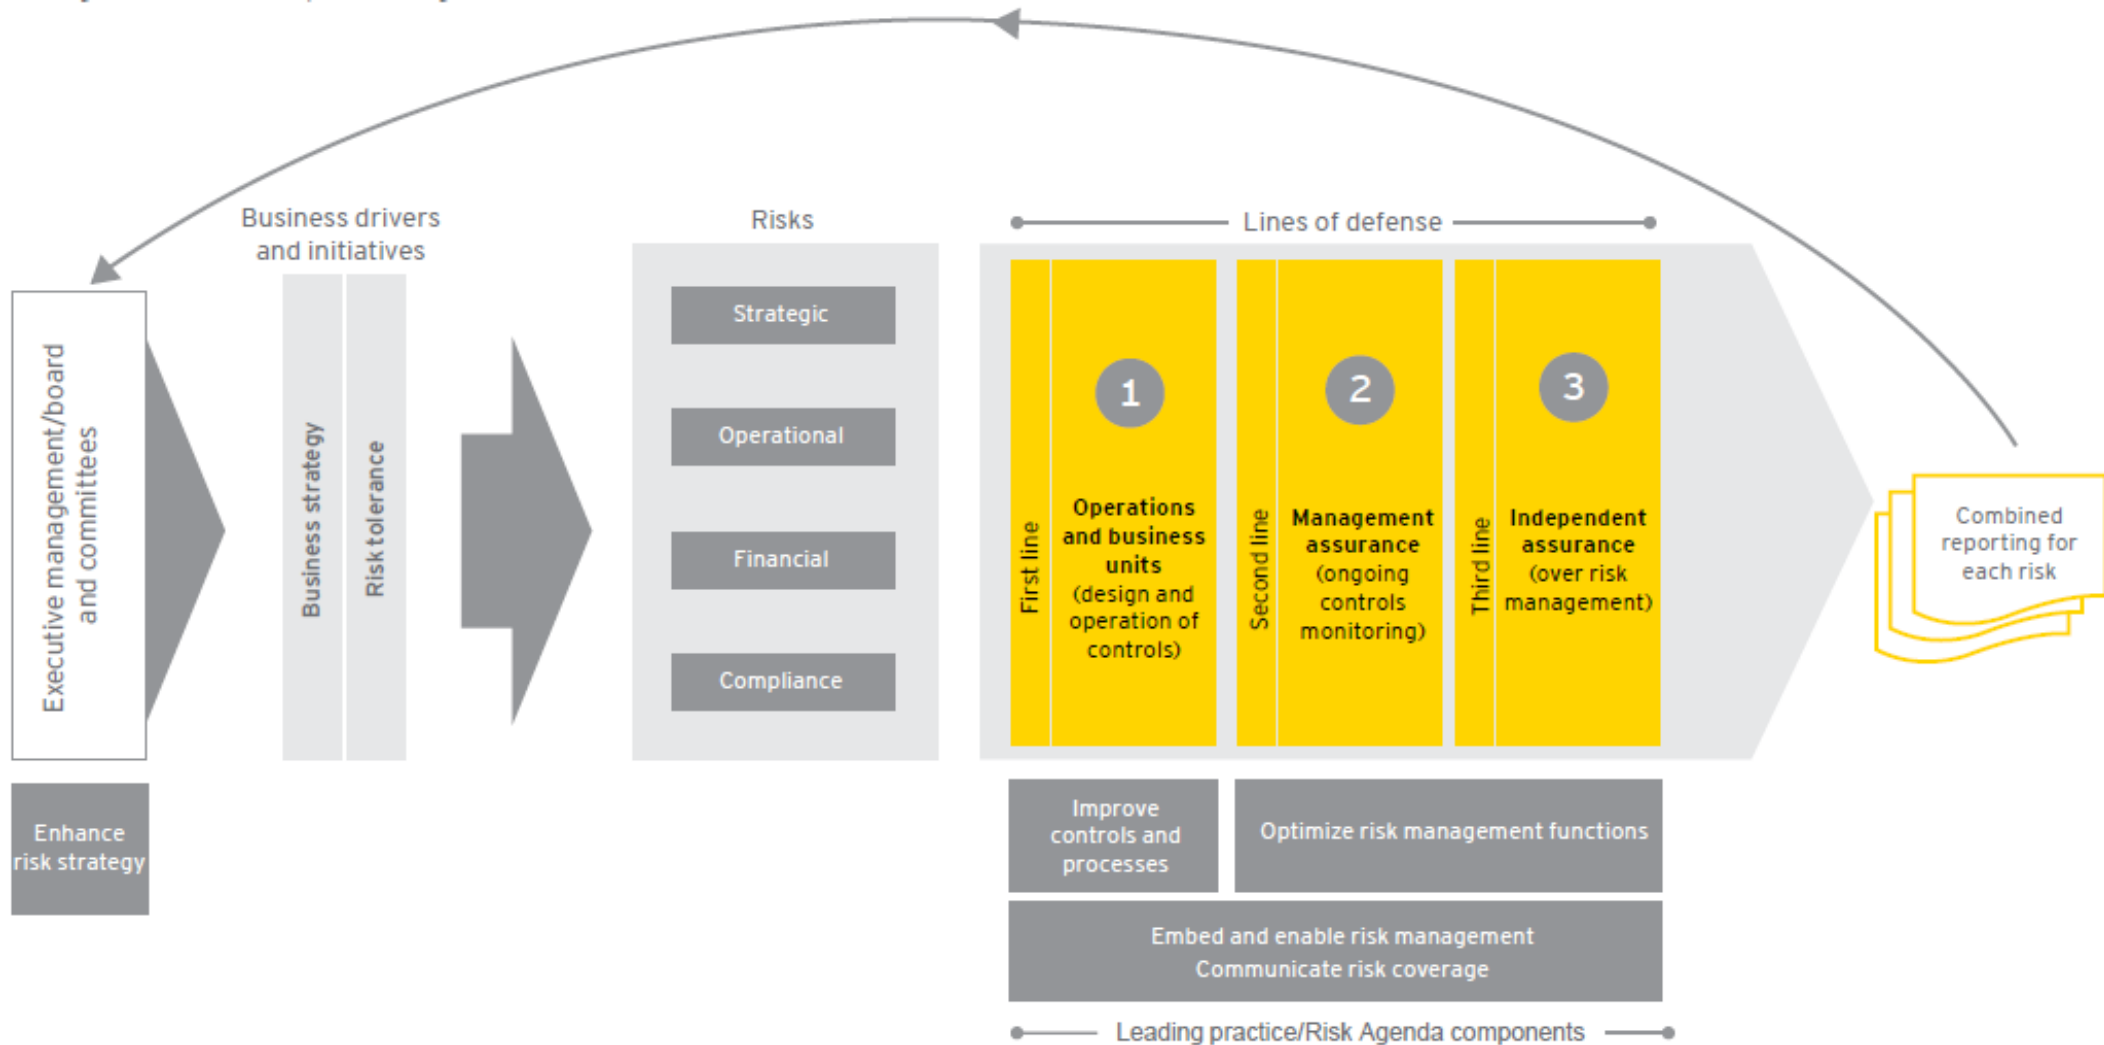 Business drivers
and initiatives
Risks
Lines of defense
Executive management/board
and committees
Business strategy
Risk tolerance
Strategic
Operational
Financial
Compliance
First line
1
Operations
and business
units
(design and
operation of
controls)
Second line
2
Management
assurance
(ongoing
controls
monitoring)
Third line
3
Independent
assurance
(over risk
management)
Combined
reporting for
each risk
Enhance
risk strategy
Improve
controls and
processes
Optimize risk management functions
Embed and enable risk management
Communicate risk coverage
Leading practice/Risk Agenda components